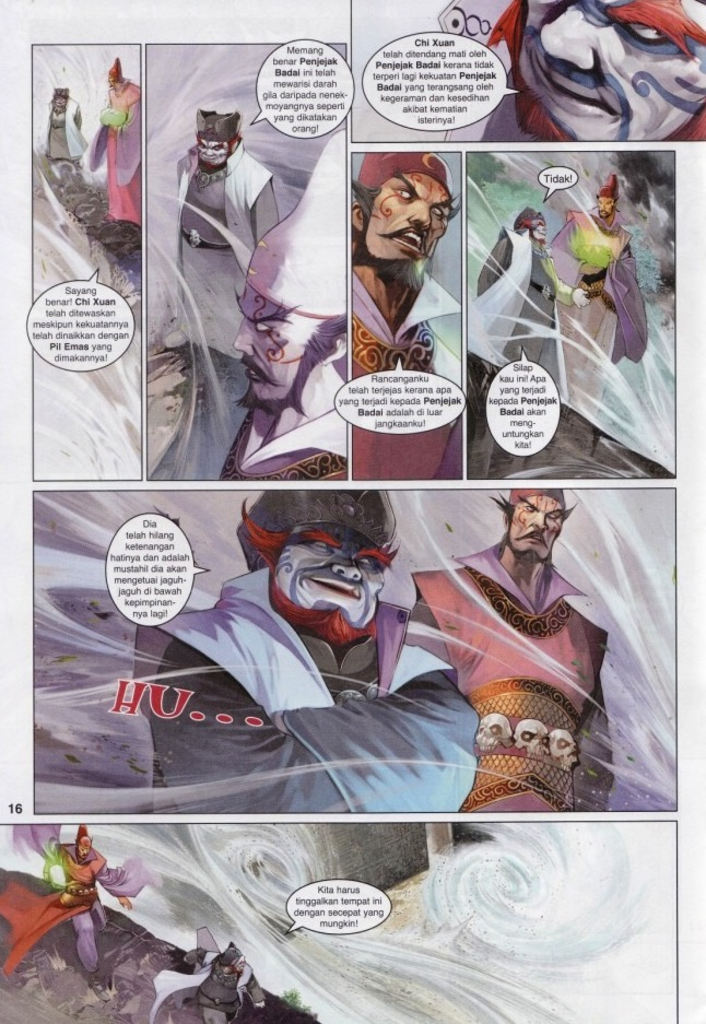 Sayang
benar! Chi Xuan
telah ditewaskan
meskipun kekuatannya
telah dinaikkan dengan
Pil Emas yang
dimakannya!
Memang
benar Penjejak
Badai ini telah
mewarisi darah
gila daripada nenek-
moyangnya seperti
yang dikatakan
orang!
Chi Xuan
telah ditendang mati oleh
Penjejak Badai kerana tidak
terperi lagi kekuatan Penjejak
Badai yang terangsang oleh
kegeraman dan kesedihan
akibat kematian
isterinya!
Rancanganku
telah terjejas kerana apa
yang terjadi kepada Penjejak
Badai adalah di luar
jangkaanku!
Tidak!
Silap
kau ini! Apa
yang terjadi
kepada Penjejak
Badai akan
meng-
untungkan
kita!
Dia
telah hilang
ketenangan
hatinya dan adalah
mustahil dia akan
mengetuai jaguh-
jaguh di bawah
kepimpinan-
nya lagi!
HU...
16
Kita harus
tinggalkan tempat ini
dengan secepat yang
mungkin!